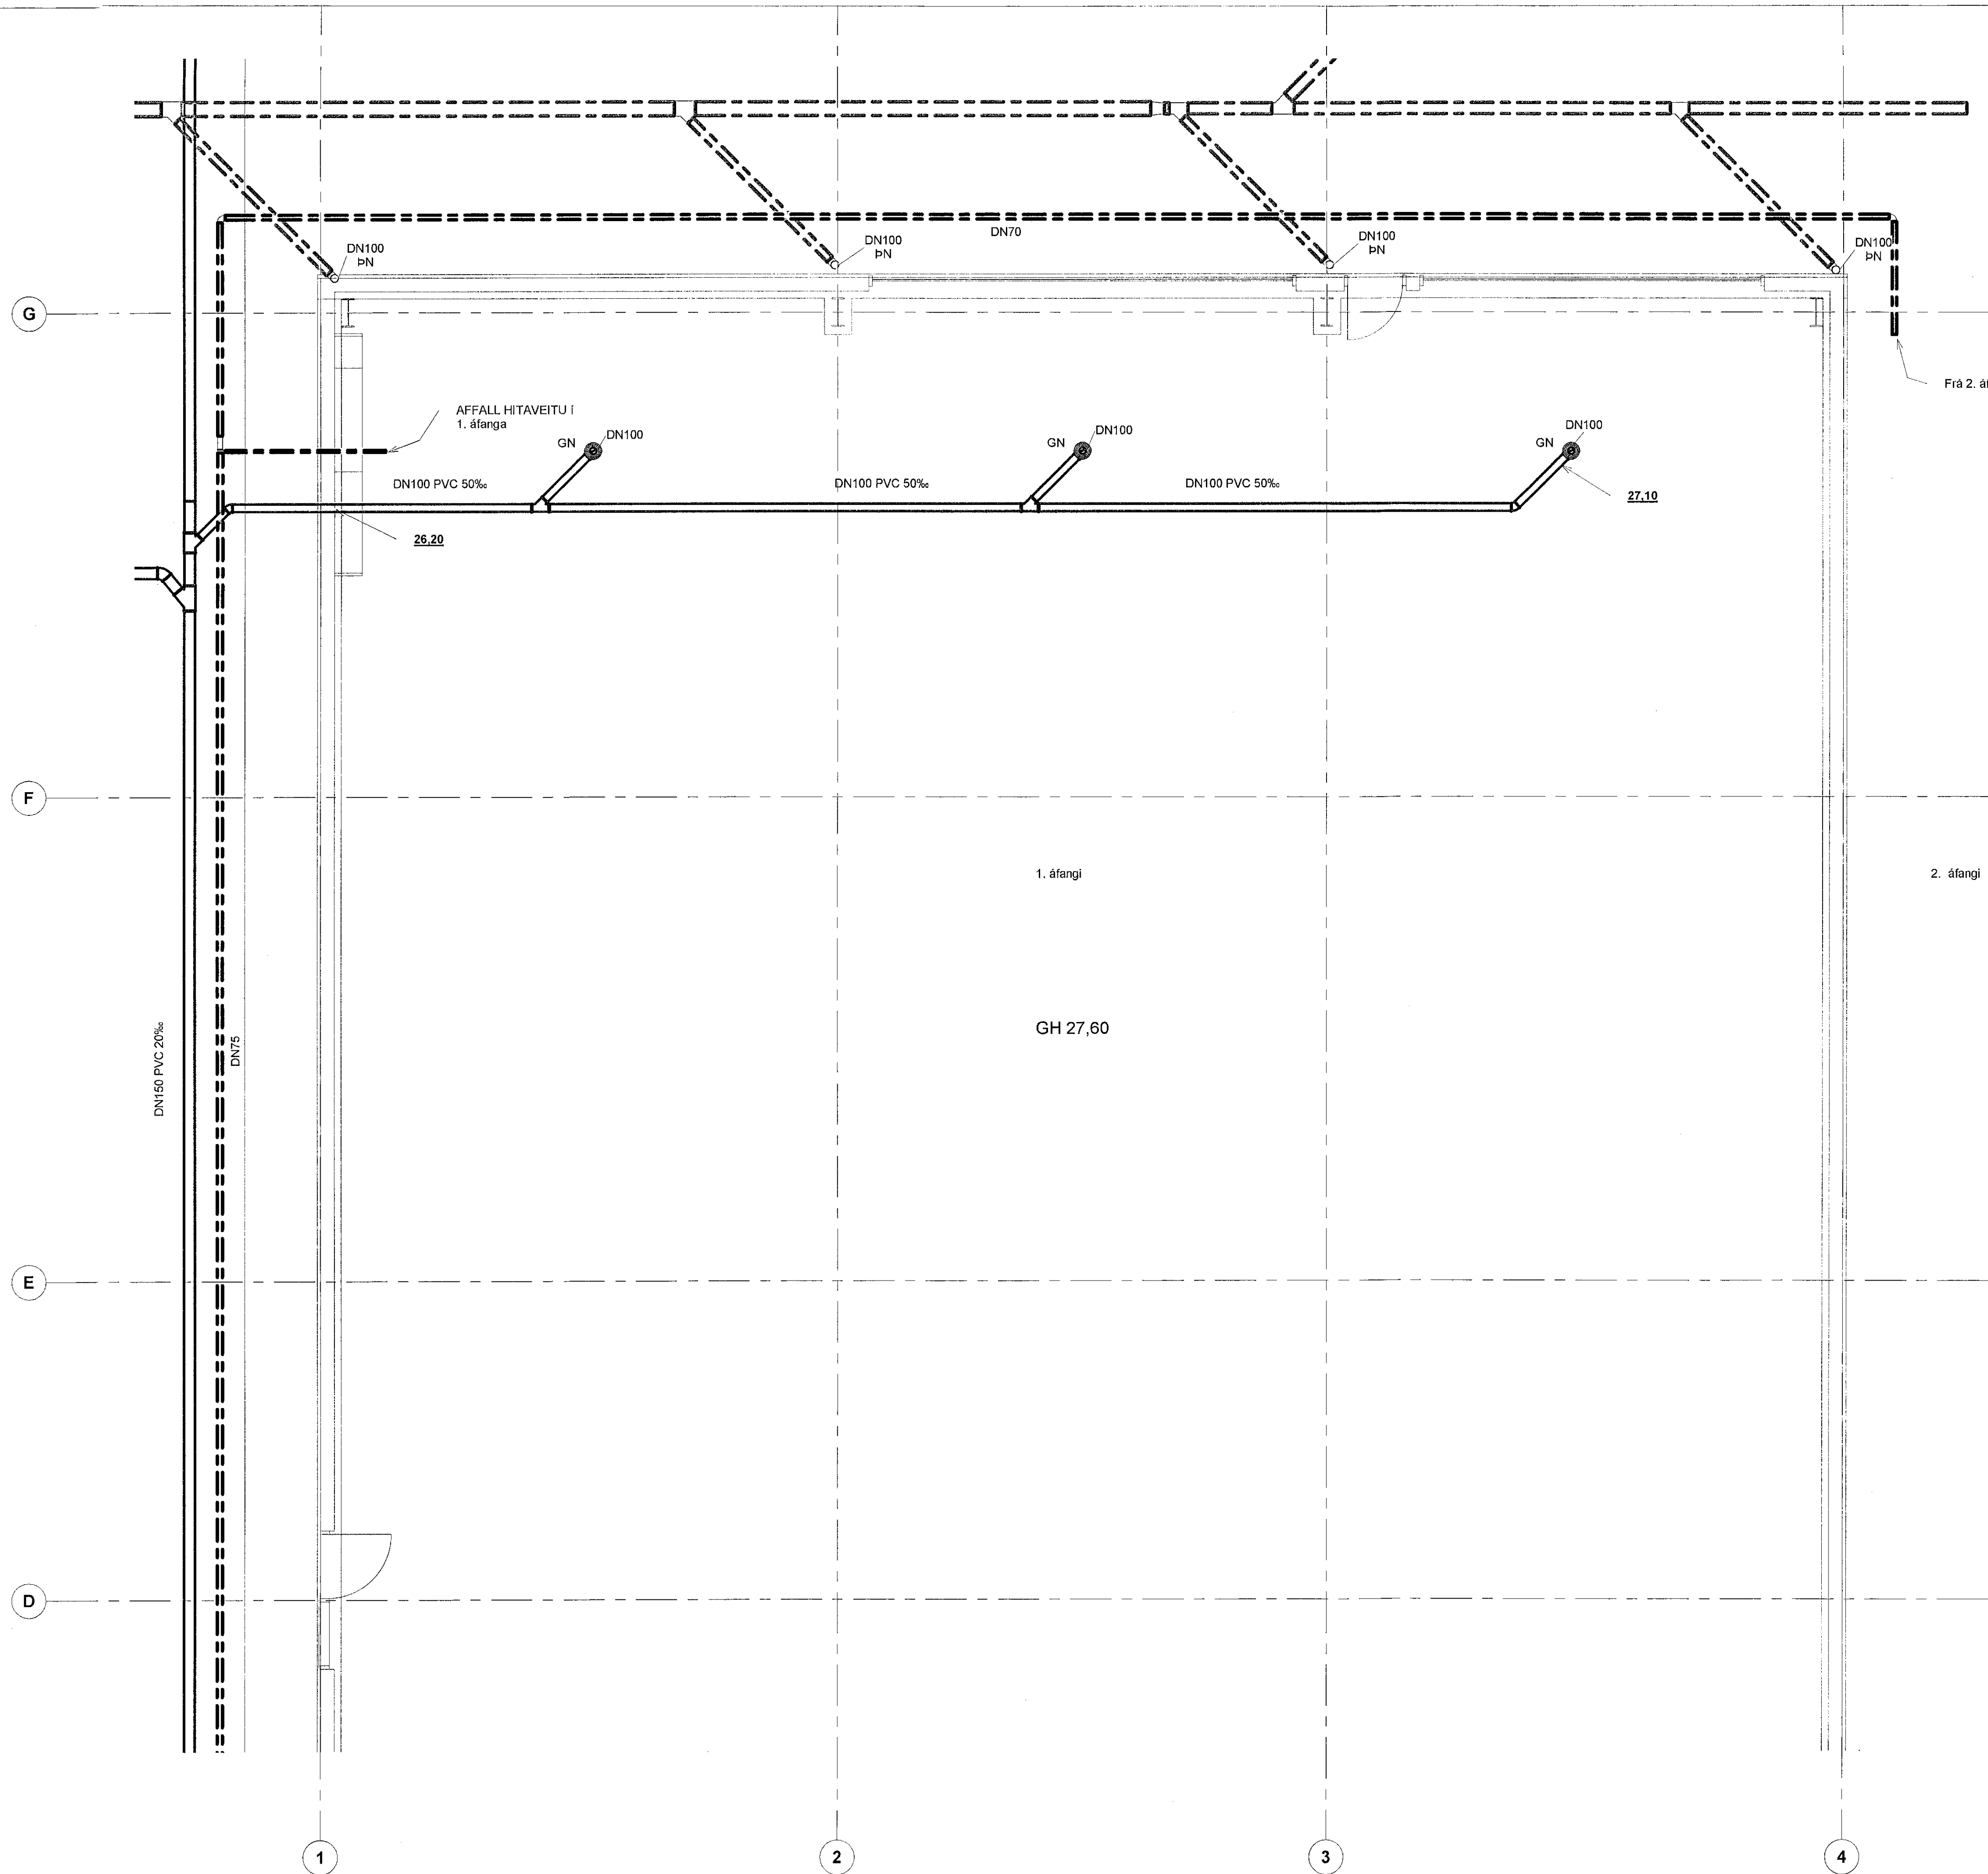 DN70
DN100
ÞN
DN100
ÞN
DN100
ÞN
DN100
ÞN
G
Frá 2. áf
AFFALL HITAVEITU Í
1. áfanga
GN
DN100
GN
DN100
GN
DN100
DN100 PVC 50‰
DN100 PVC 50‰
DN100 PVC 50‰
27,10
26,20
F
1. áfangi
2. áfangi
GH 27,60
DN150 PVC 20‰
DN75
E
D
1
2
3
4